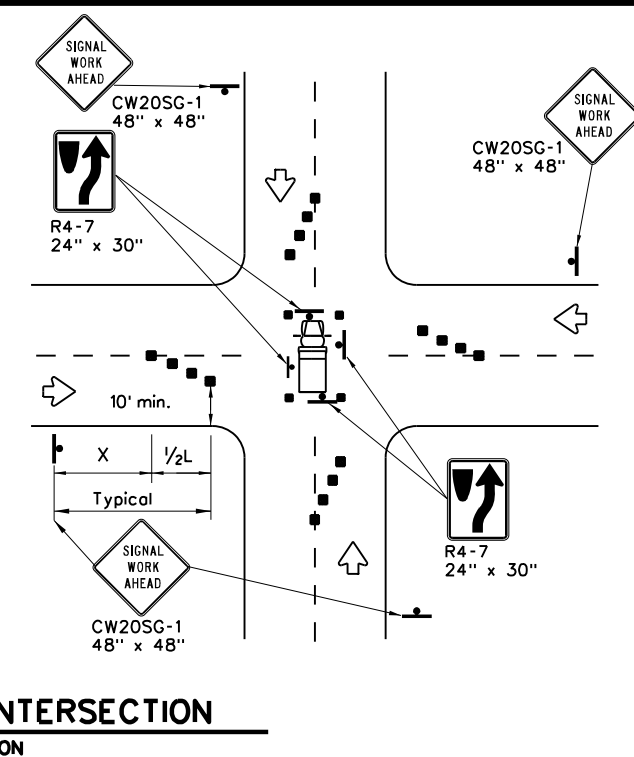 SIGNAL
WORK
AHEAD
CW20SG-1
48" x 48"
SIGNAL
WORK
AHEAD
CW20SG-1
48" x 48"
R4-7
24" x 30"
10' min.
X
½L
Typical
SIGNAL
WORK
AHEAD
CW20SG-1
48" x 48"
R4-7
24" x 30"
NTERSECTION
ON